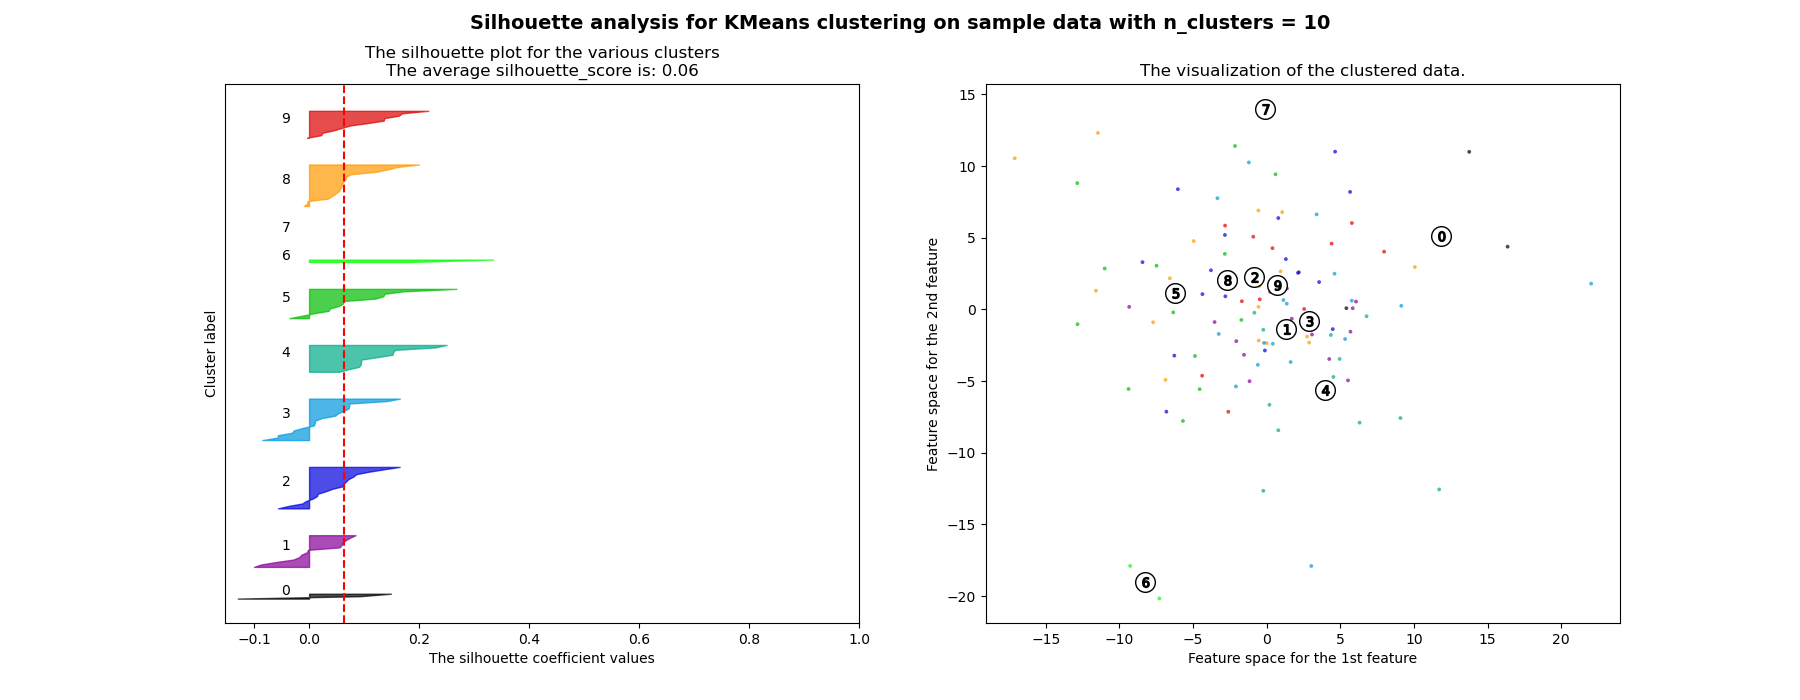 Silhouette analysis for KMeans clustering on sample data with n_clusters = 10
The silhouette plot for the various clusters
The average silhouette_score is: 0.06
Cluster label
9
8
7
6
5
4
3
2
1
0
−0.1 0.0 0.2 0.4 0.6 0.8 1.0
The silhouette coefficient values
The visualization of the clustered data.
Feature space for the 2nd feature
15
10
5
0
−5
−10
−15
−20
7
0
2
8
9
5
3
1
4
6
−15 −10 −5 0 5 10 15 20
Feature space for the 1st feature